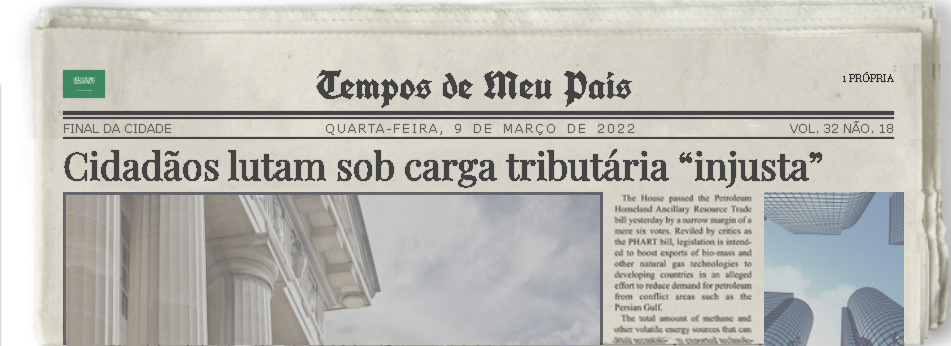 Tempos de Meu País
1 PRÓPRIA
FINAL DA CIDADE
QUARTA-FEIRA, 9 DE MARÇO DE 2022
VOL. 32 NÃO. 18
Cidadãos lutam sob carga tributária “injusta”
The House passed the Petroleum
Homeland Ancillary Resource Trade
bill yesterday by a narrow margin of a
mere six votes. Reviled by critics as
the PHART bill, legislation is intend-
ed to boost exports of bio-mass and
other natural gas technologies to
developing countries in an alleged
effort to reduce demand for petroleum
from conflict areas such as the
Persian Gulf.
The total amount of methane and
other volatile energy sources that can